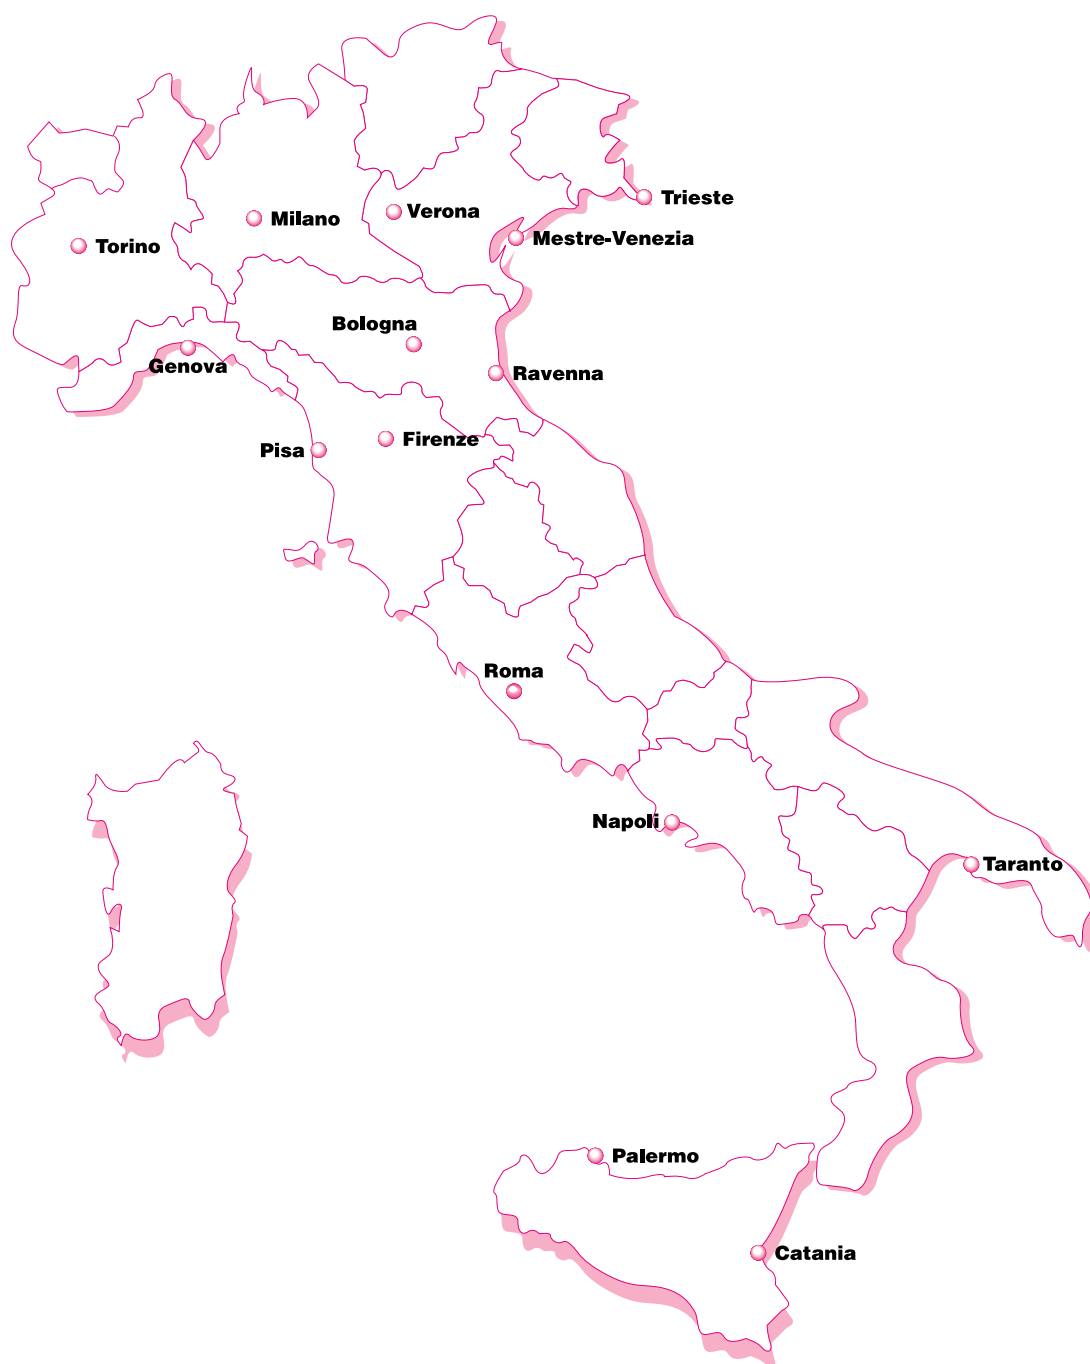 Trieste
Verona
Milano
Mestre-Venezia
Torino
Bologna
Genova
Ravenna
Firenze
Pisa
Roma
Napoli
Taranto
Palermo
Catania